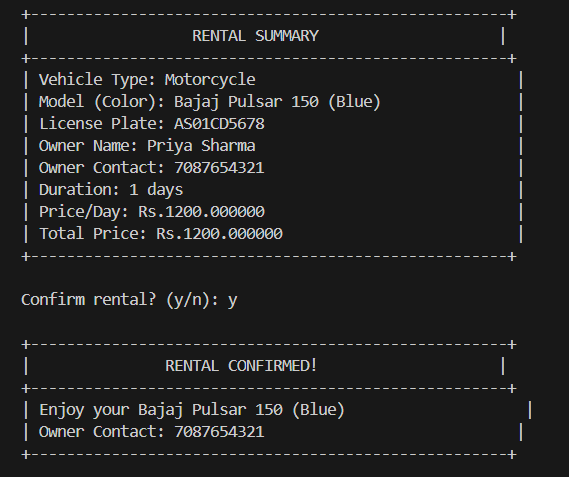 +-----------------------------------------------------+
|                  RENTAL SUMMARY                    |
+-----------------------------------------------------+
| Vehicle Type: Motorcycle                             |
| Model (Color): Bajaj Pulsar 150 (Blue)               |
| License Plate: AS01CD5678                            |
| Owner Name: Priya Sharma                             |
| Owner Contact: 7087654321                            |
| Duration: 1 days                                     |
| Price/Day: Rs.1200.000000                            |
| Total Price: Rs.1200.000000                          |
+-----------------------------------------------------+
Confirm rental? (y/n): y
+-----------------------------------------------------+
|               RENTAL CONFIRMED!                    |
+-----------------------------------------------------+
| Enjoy your Bajaj Pulsar 150 (Blue)                    |
| Owner Contact: 7087654321                            |
+-----------------------------------------------------+